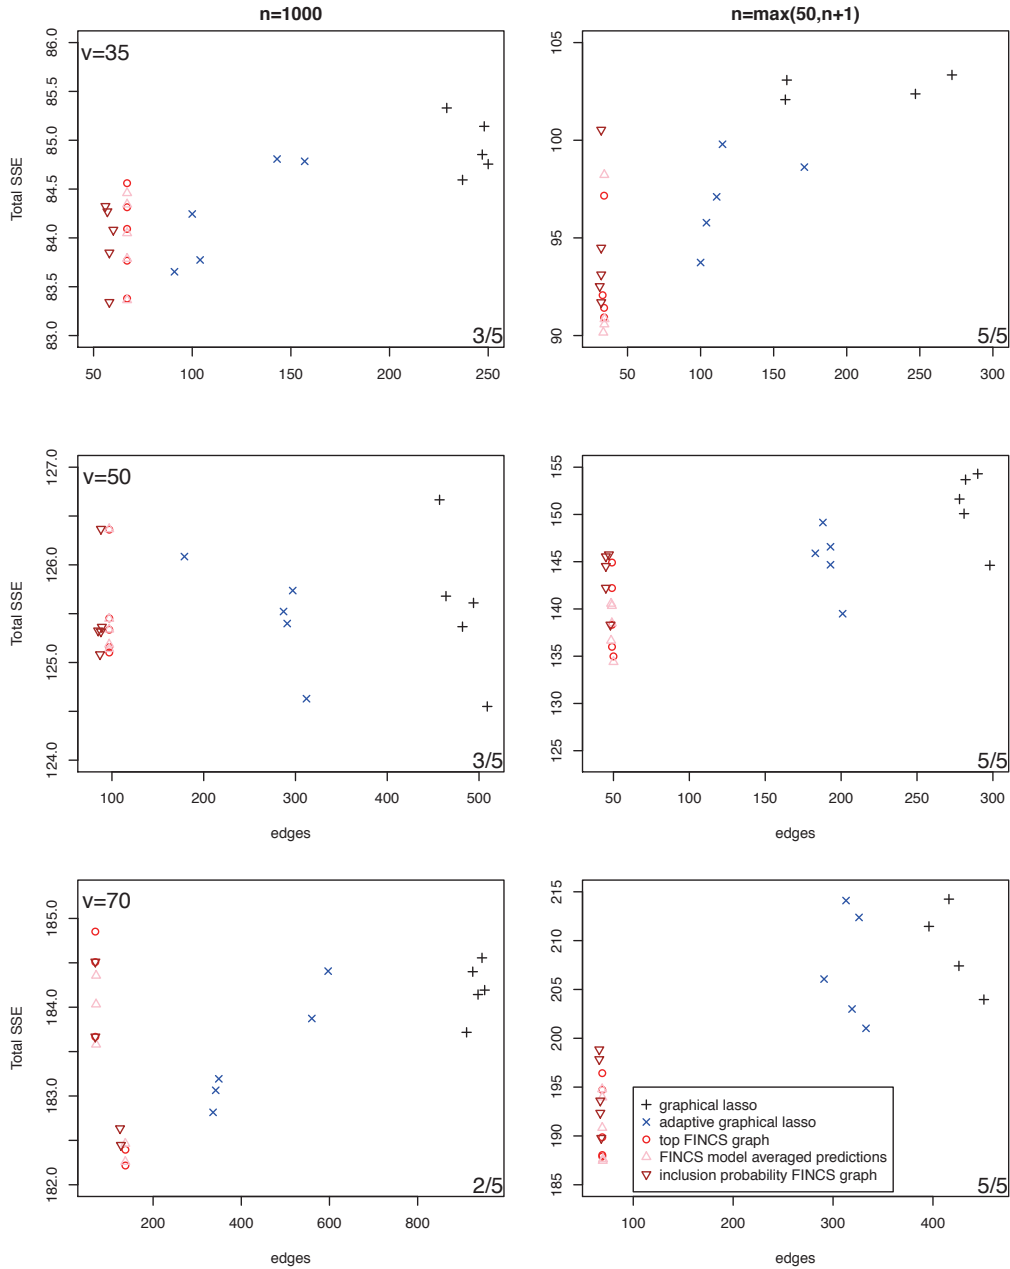 n=1000
n=max(50,n+1)
v=35
Total SSE
83.0 83.5 84.0 84.5 85.0 85.5 86.0
50 100 150 200 250
3/5
90 95 100 105
50 100 150 200 250 300
5/5
v=50
Total SSE
124.0 125.0 126.0 127.0
100 200 300 400 500
edges
3/5
125 130 135 140 145 150 155
50 100 150 200 250 300
edges
5/5
v=70
Total SSE
182.0 183.0 184.0 185.0
200 400 600 800
edges
2/5
185 190 195 200 205 210 215
100 200 300 400
edges
5/5
graphical lasso
adaptive graphical lasso
top FINCS graph
FINCS model averaged predictions
inclusion probability FINCS graph